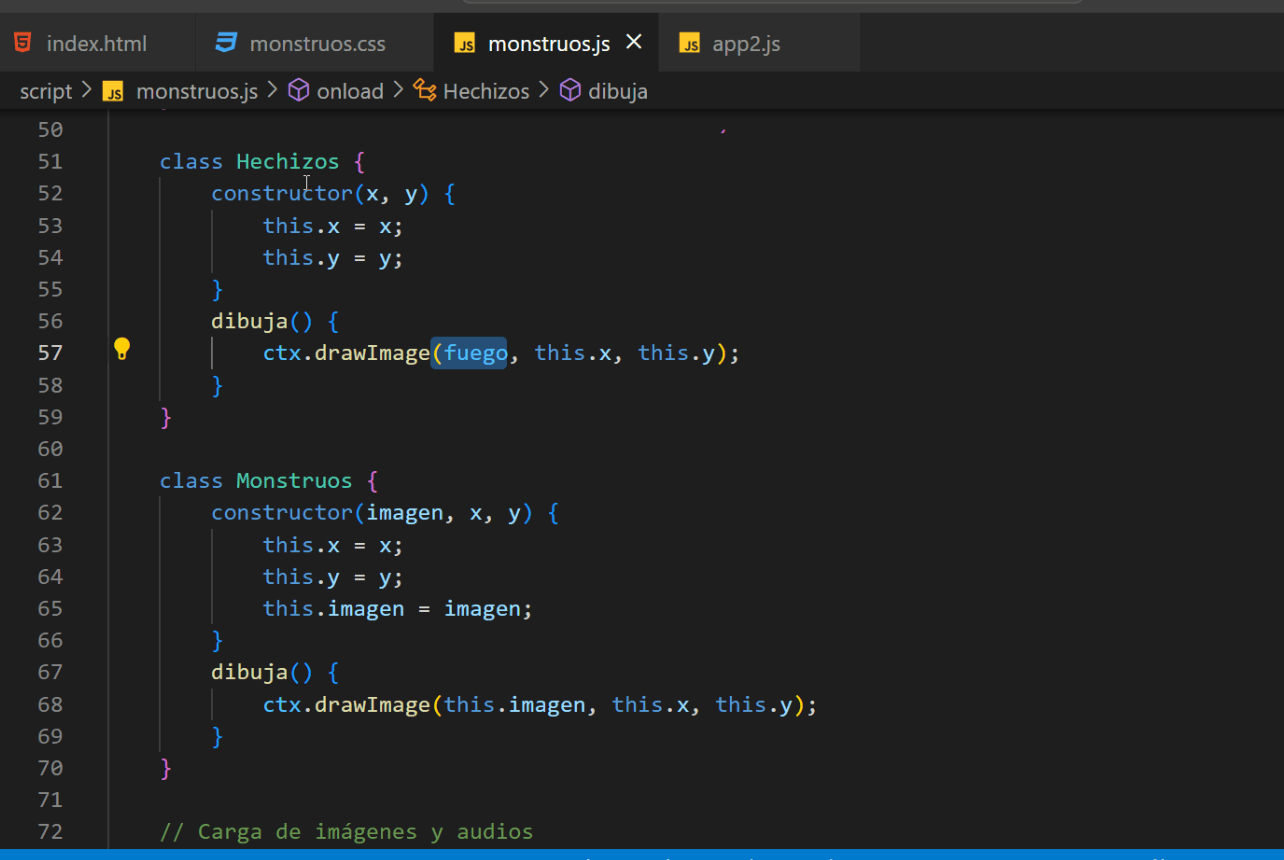 index.html monstruos.css JS monstruos.js × JS app2.js
script > JS monstruos.js > onload > Hechizos > dibuja
50
51 class Hechizos {
52 constructor(x, y) {
53 this.x = x;
54 this.y = y;
55 }
56 dibuja() {
57 ctx.drawImage(fuego, this.x, this.y);
58 }
59 }
60
61 class Monstruos {
62 constructor(imagen, x, y) {
63 this.x = x;
64 this.y = y;
65 this.imagen = imagen;
66 }
67 dibuja() {
68 ctx.drawImage(this.imagen, this.x, this.y);
69 }
70 }
71
72 // Carga de imágenes y audios